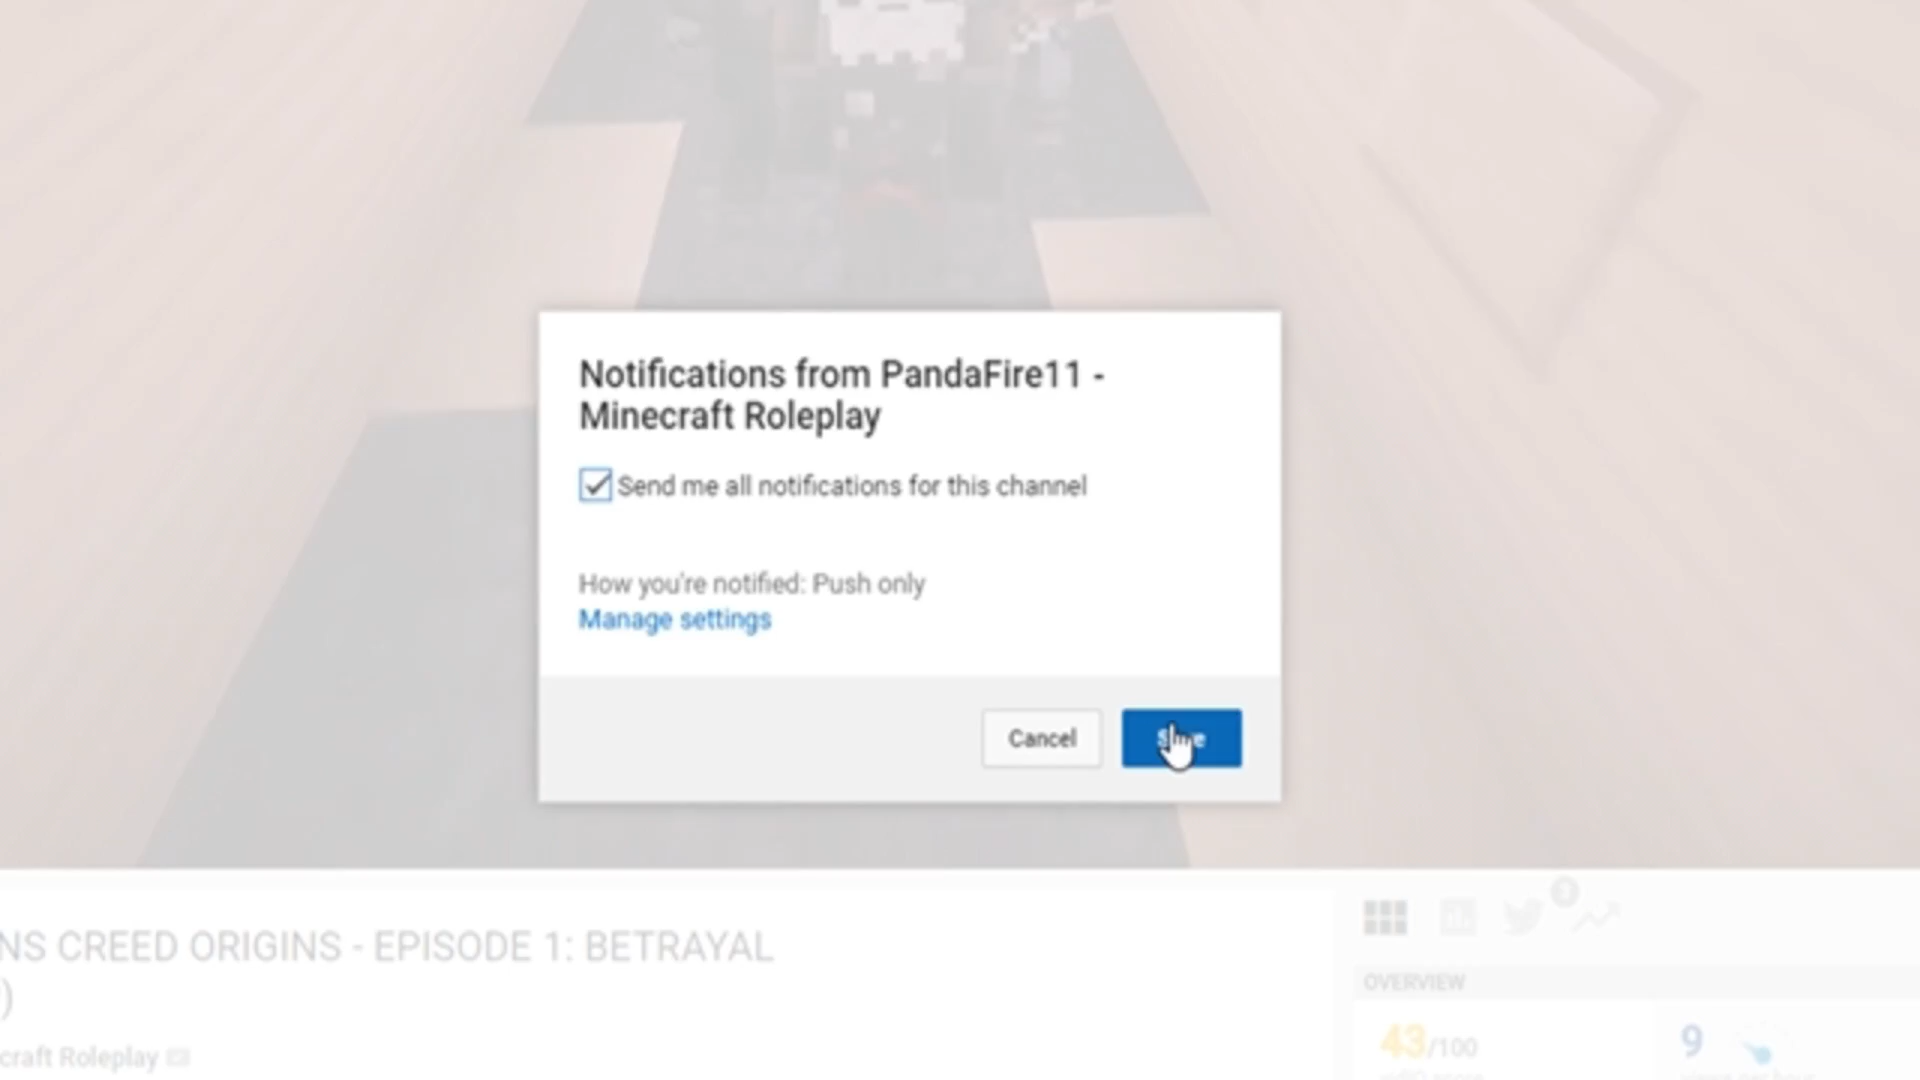 Notifications from PandaFire11 -
Minecraft Roleplay
Send me all notifications for this channel
How you're notified: Push only
Manage settings
Cancel
NS CREED ORIGINS - EPISODE 1: BETRAYAL
)
craft Roleplay
3
OVERVIEW
43/100
9